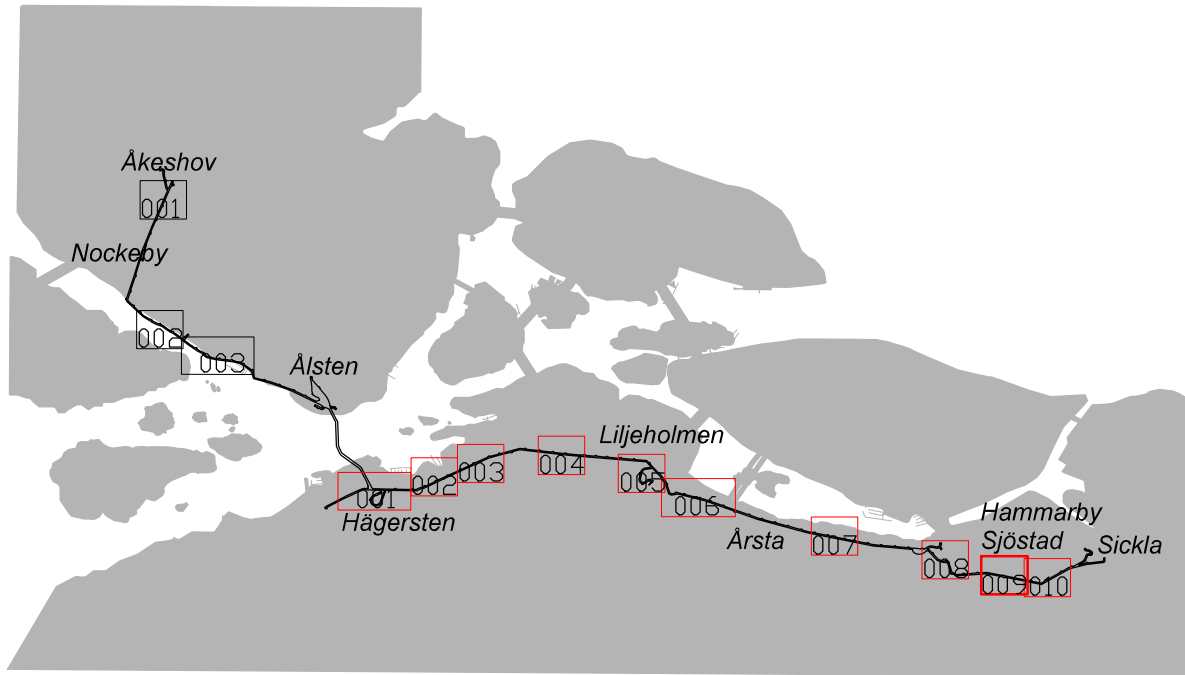 Åkeshov
001
Nockeby
002
003
Ålsten
Liljeholmen
003
004
002
005
001
006
Hägersten
Hammarby
Sjöstad
Årsta
007
Sickla
008
009
010